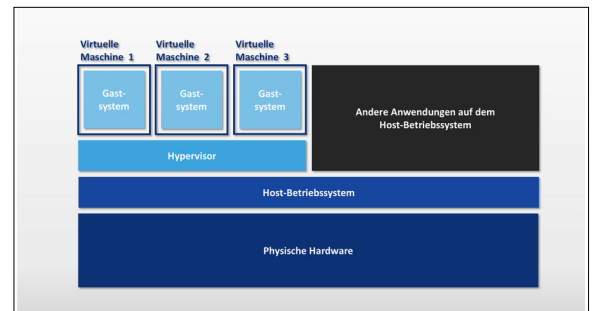 Virtuelle
Maschine 1
Virtuelle
Maschine 2
Virtuelle
Maschine 3
Gast-
system
Gast-
system
Gast-
system
Andere Anwendungen auf dem
Host-Betriebssystem
Hypervisor
Host-Betriebssystem
Physische Hardware